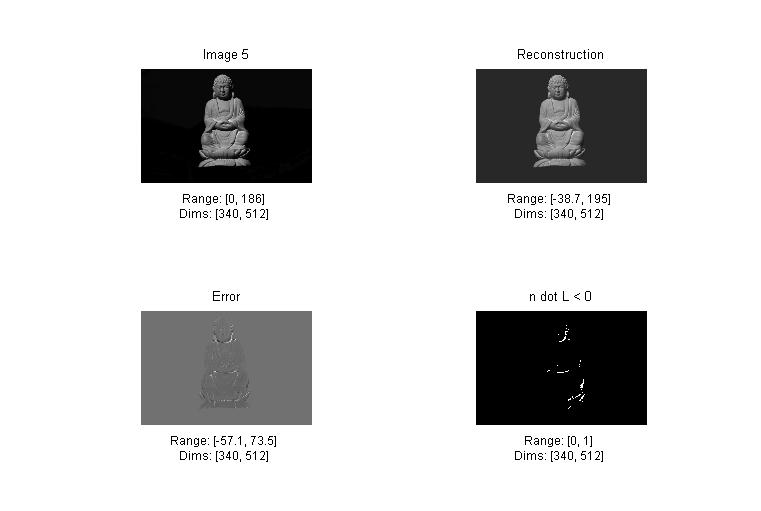 Image 5
Reconstruction
Range: [0, 186]
Dims: [340, 512]
Range: [-38.7, 195]
Dims: [340, 512]
Error
n dot L < 0
Range: [-57.1, 73.5]
Dims: [340, 512]
Range: [0, 1]
Dims: [340, 512]